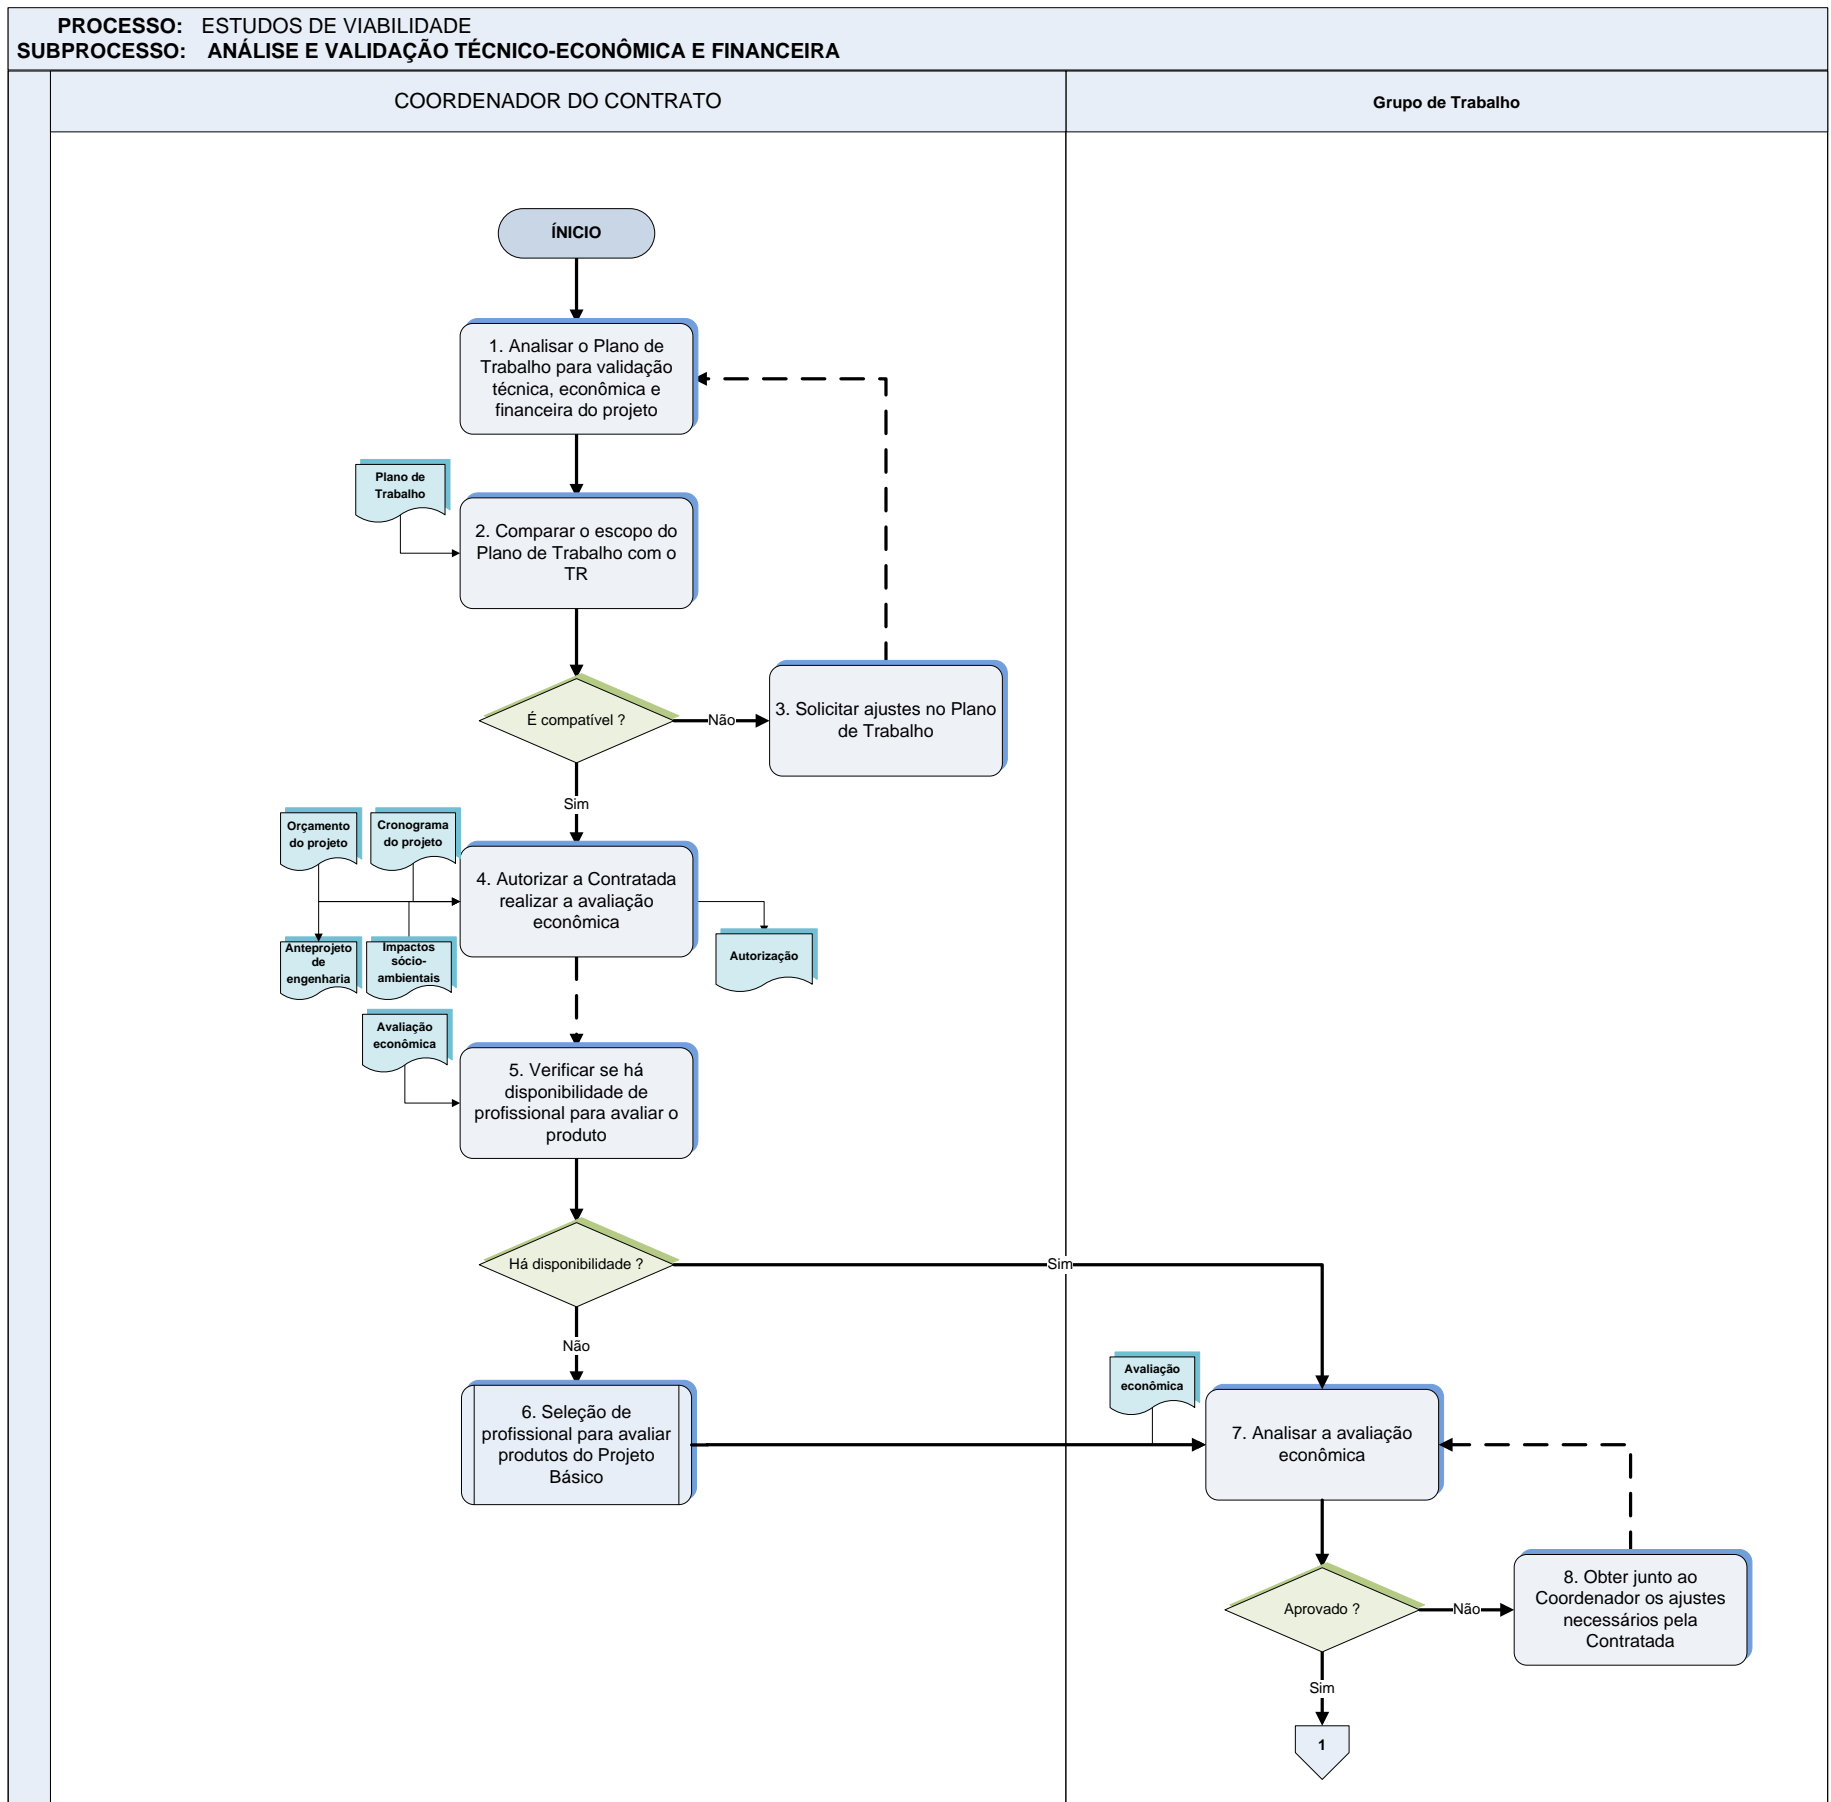 PROCESSO: ESTUDOS DE VIABILIDADE
SUBPROCESSO: ANÁLISE E VALIDAÇÃO TÉCNICO-ECONÔMICA E FINANCEIRA
COORDENADOR DO CONTRATO
Grupo de Trabalho
ÍNICIO
1. Analisar o Plano de
Trabalho para validação
técnica, econômica e
financeira do projeto
Plano de
Trabalho
2. Comparar o escopo do
Plano de Trabalho com o
TR
É compatível ?
Não
3. Solicitar ajustes no Plano
de Trabalho
Sim
Orçamento
do projeto
Cronograma
do projeto
4. Autorizar a Contratada
realizar a avaliação
econômica
Anteprojeto
de
engenharia
Impactos
sócio-
ambientais
Autorização
Avaliação
econômica
5. Verificar se há
disponibilidade de
profissional para avaliar o
produto
Há disponibilidade ?
Sim
Não
6. Seleção de
profissional para avaliar
produtos do Projeto
Básico
Avaliação
econômica
7. Analisar a avaliação
econômica
Aprovado ?
Não
8. Obter junto ao
Coordenador os ajustes
necessários pela
Contratada
Sim
1